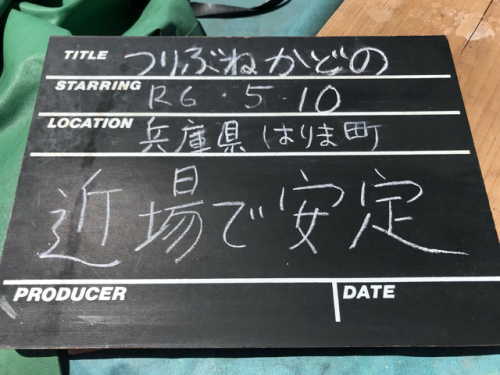 TITLE つりぶねかどの
STARRING R6・5・10
LOCATION 兵庫県 はりま町
近場で安定
PRODUCER DATE